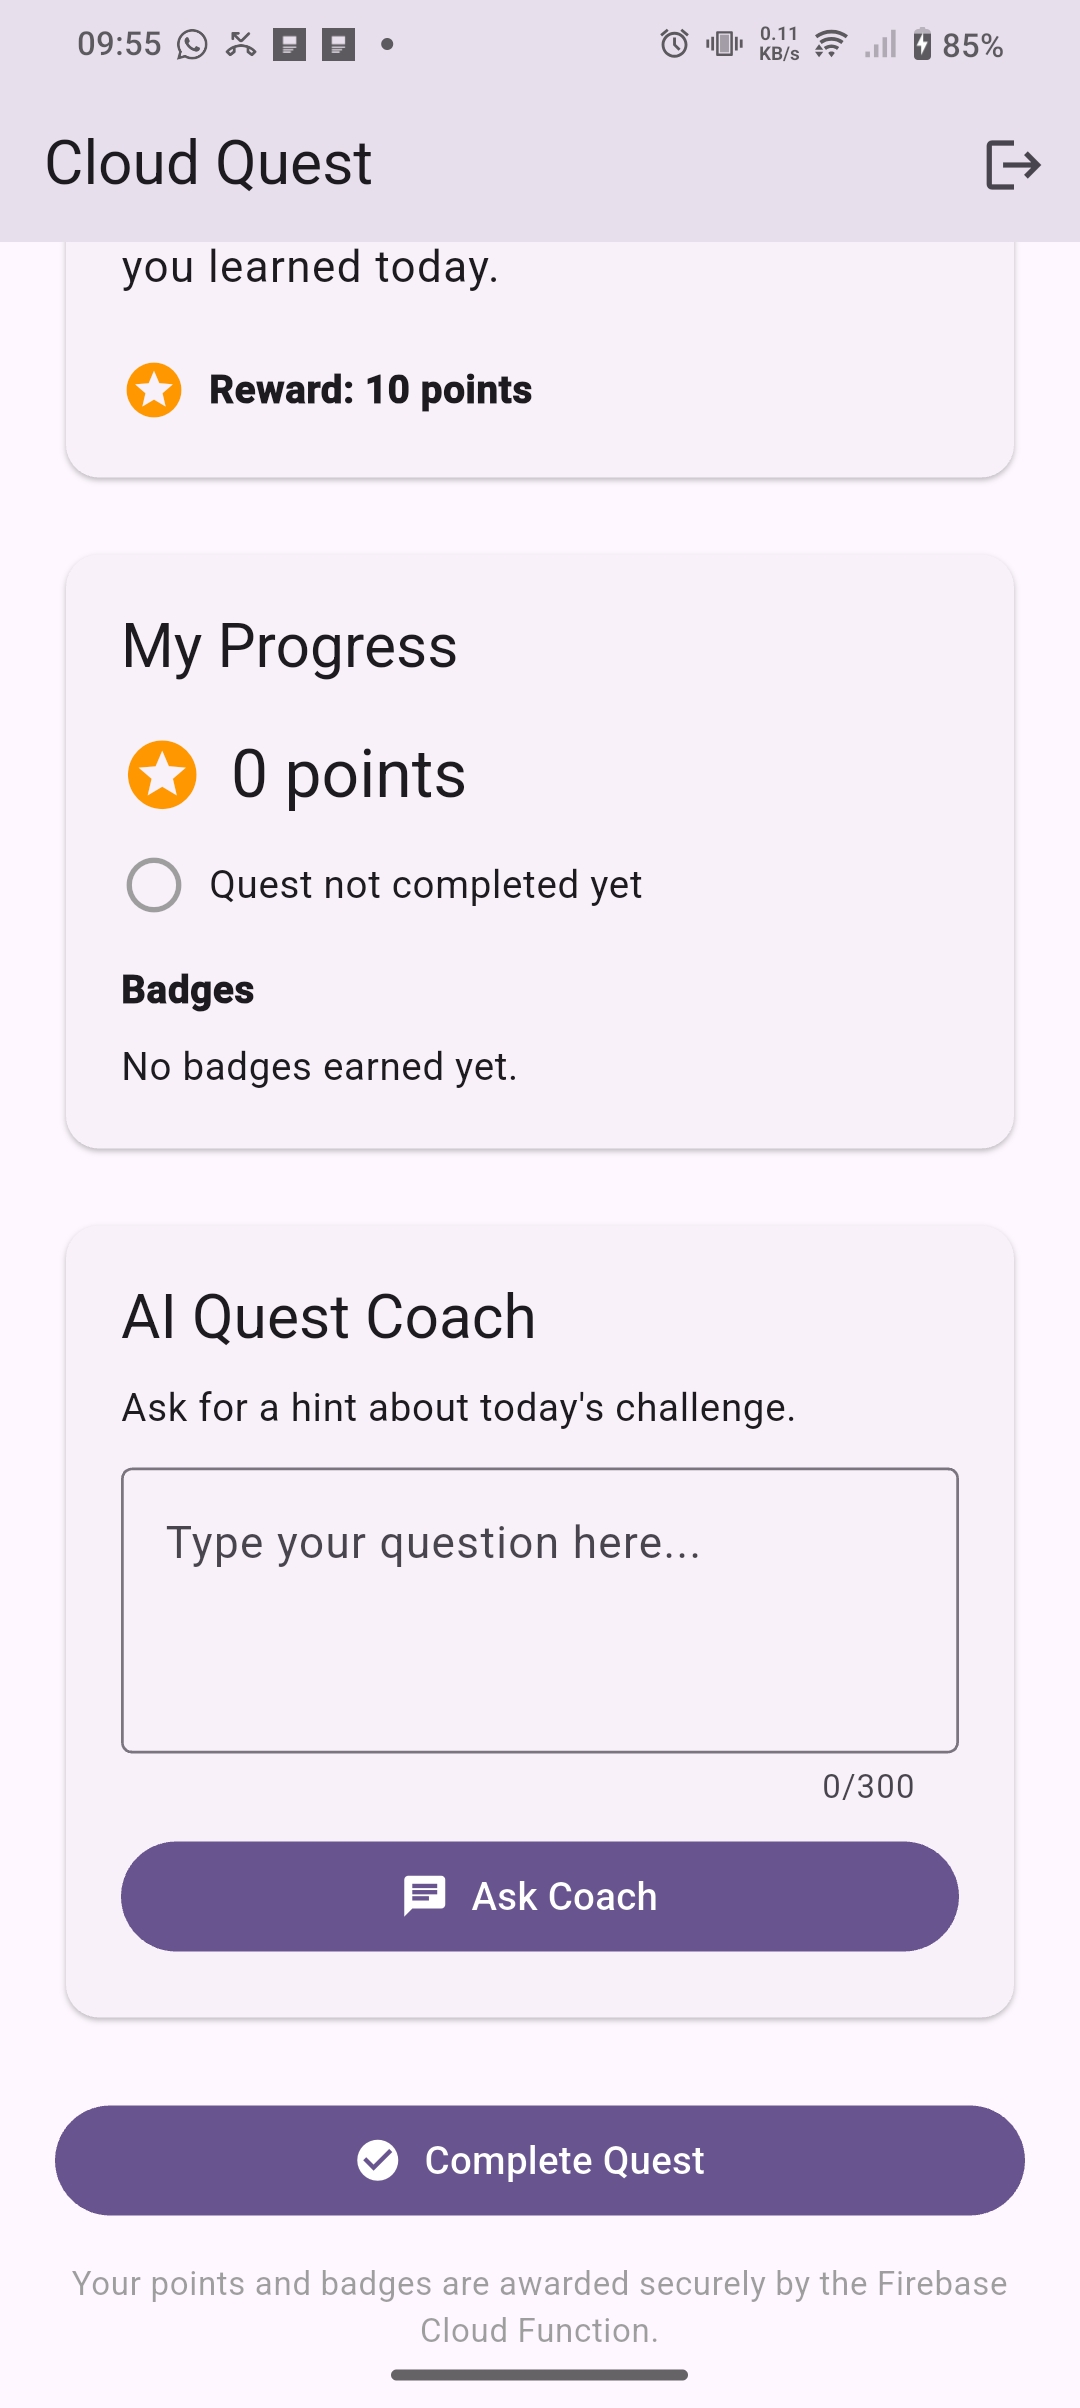 09:55
0.11
KB/s
85%
Cloud Quest
you learned today.
Reward: 10 points
My Progress
0 points
Quest not completed yet
Badges
No badges earned yet.
AI Quest Coach
Ask for a hint about today's challenge.
Type your question here...
0/300
Ask Coach
Complete Quest
Your points and badges are awarded securely by the Firebase
Cloud Function.